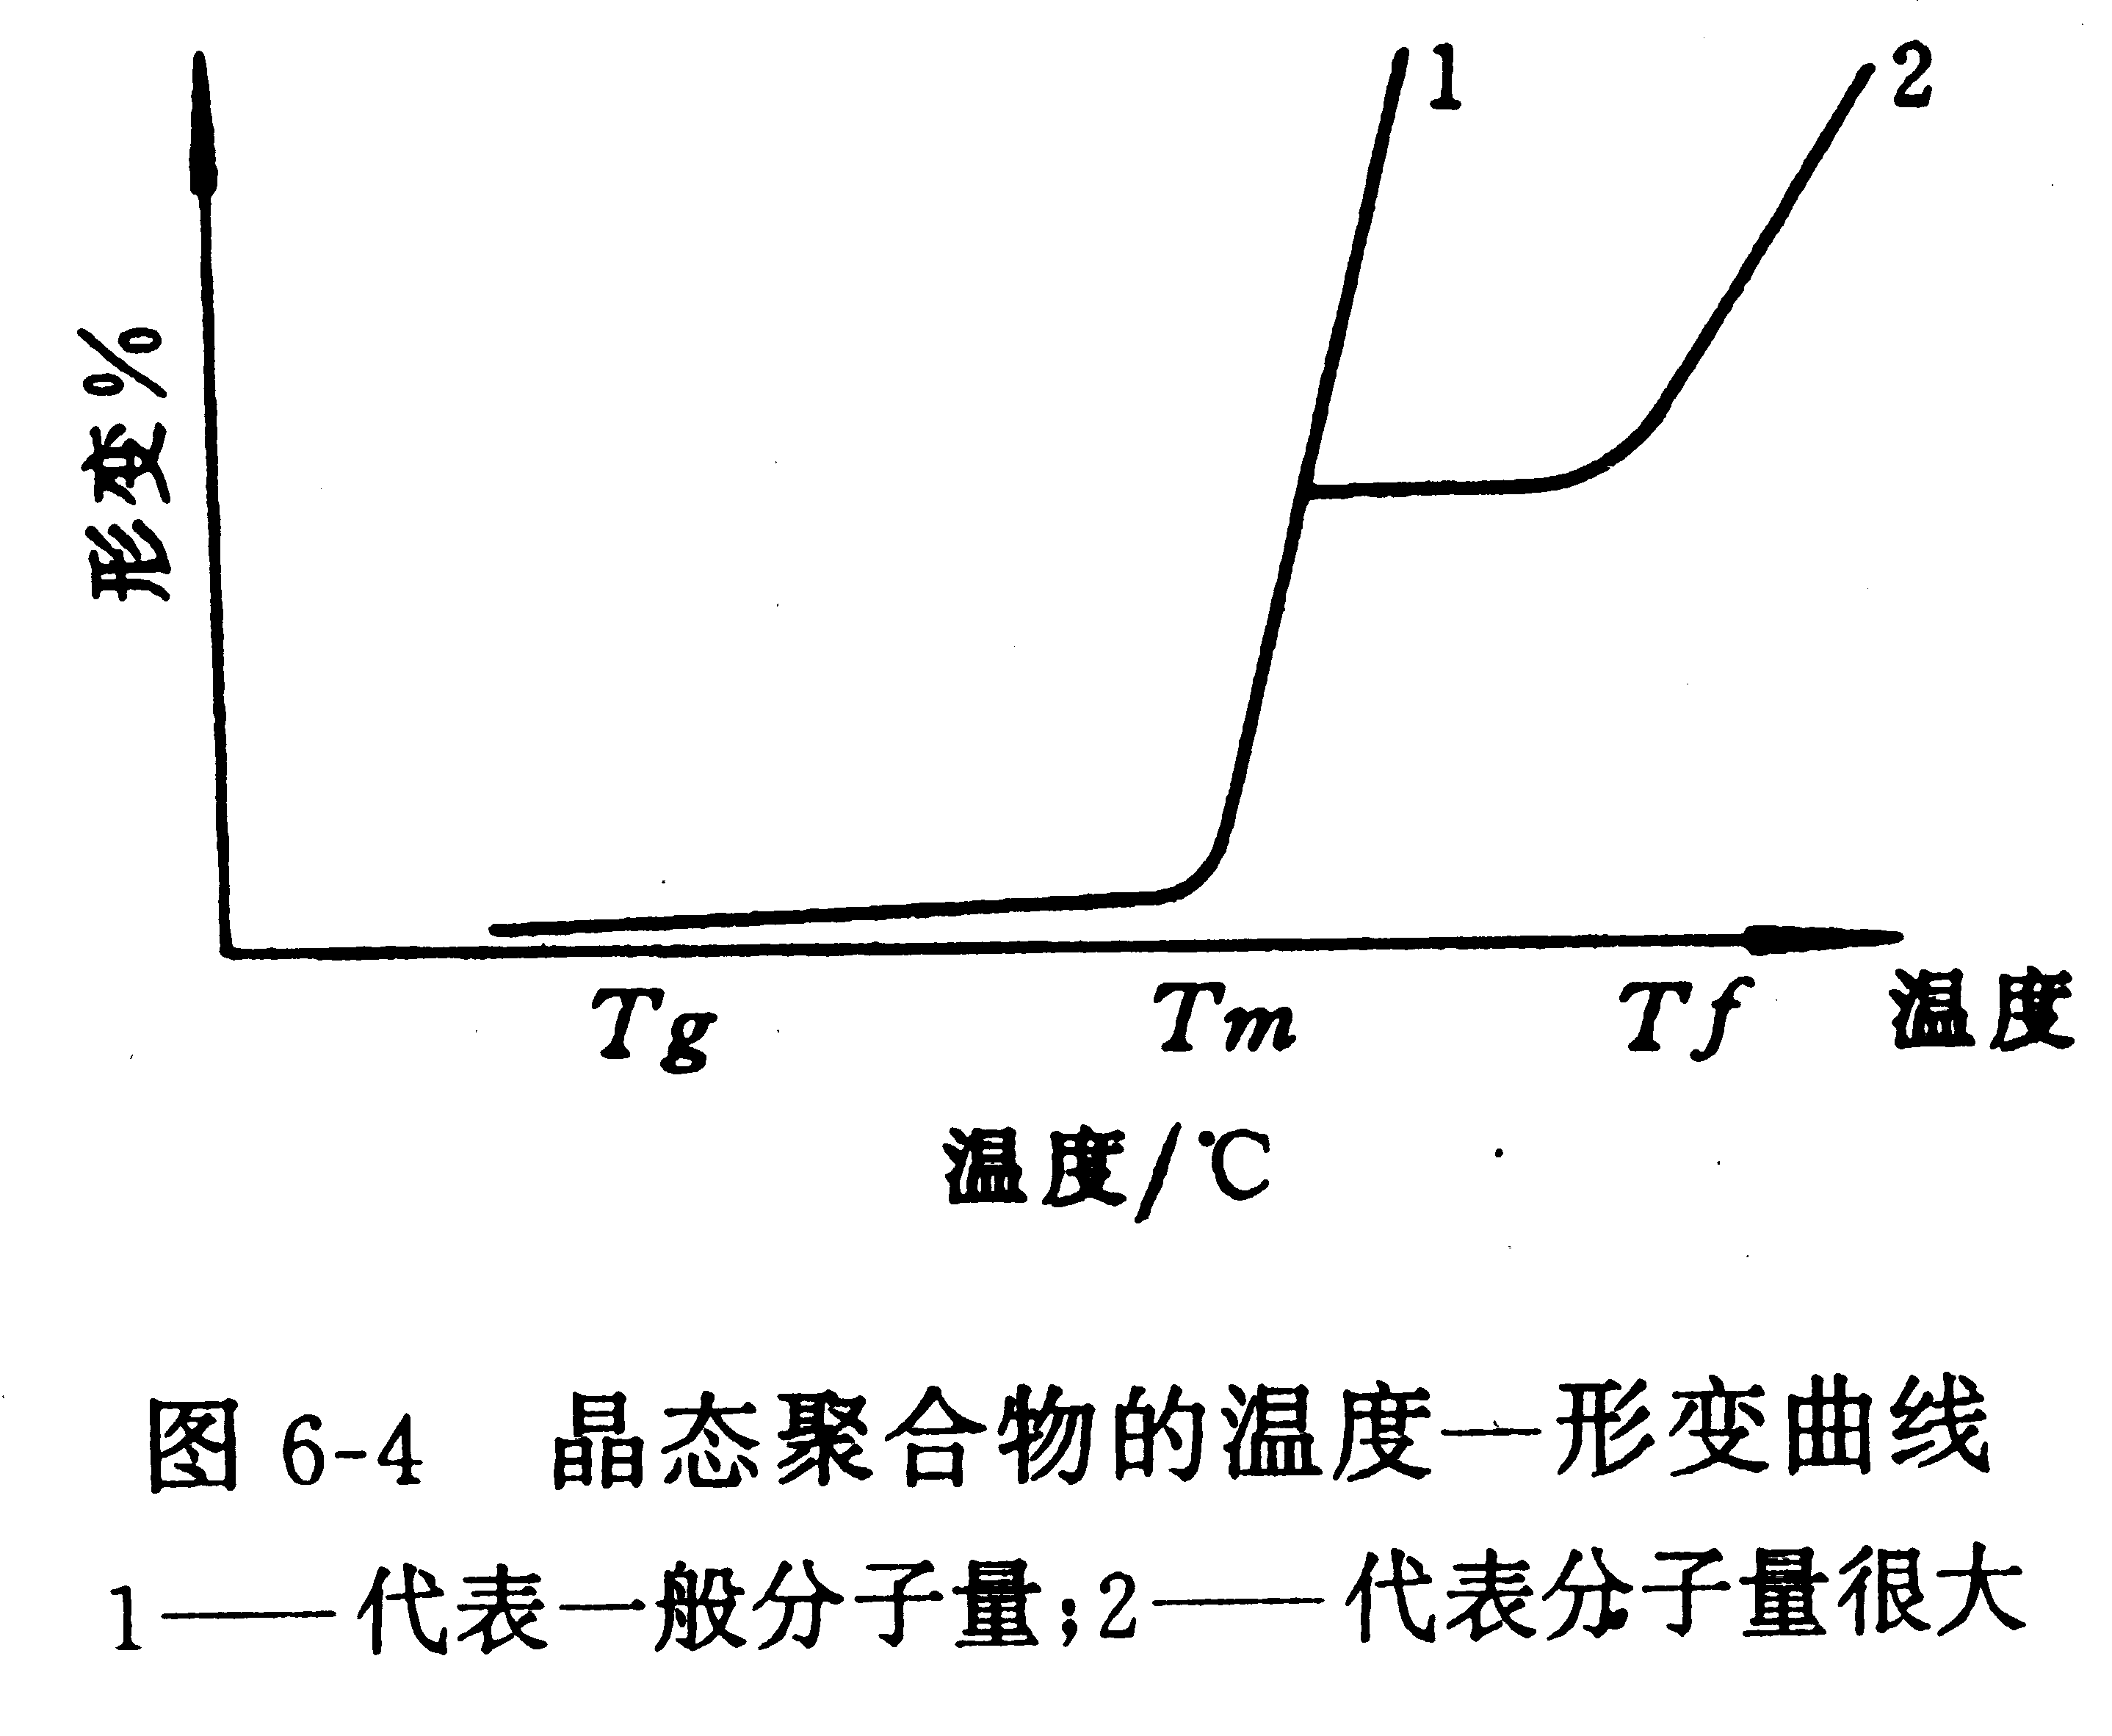 1
2
形变%
Tg
Tm
Tf
温度
温度/℃
图 6-4 晶态聚合物的温度—形变曲线
1——代表一般分子量;2——代表分子量很大